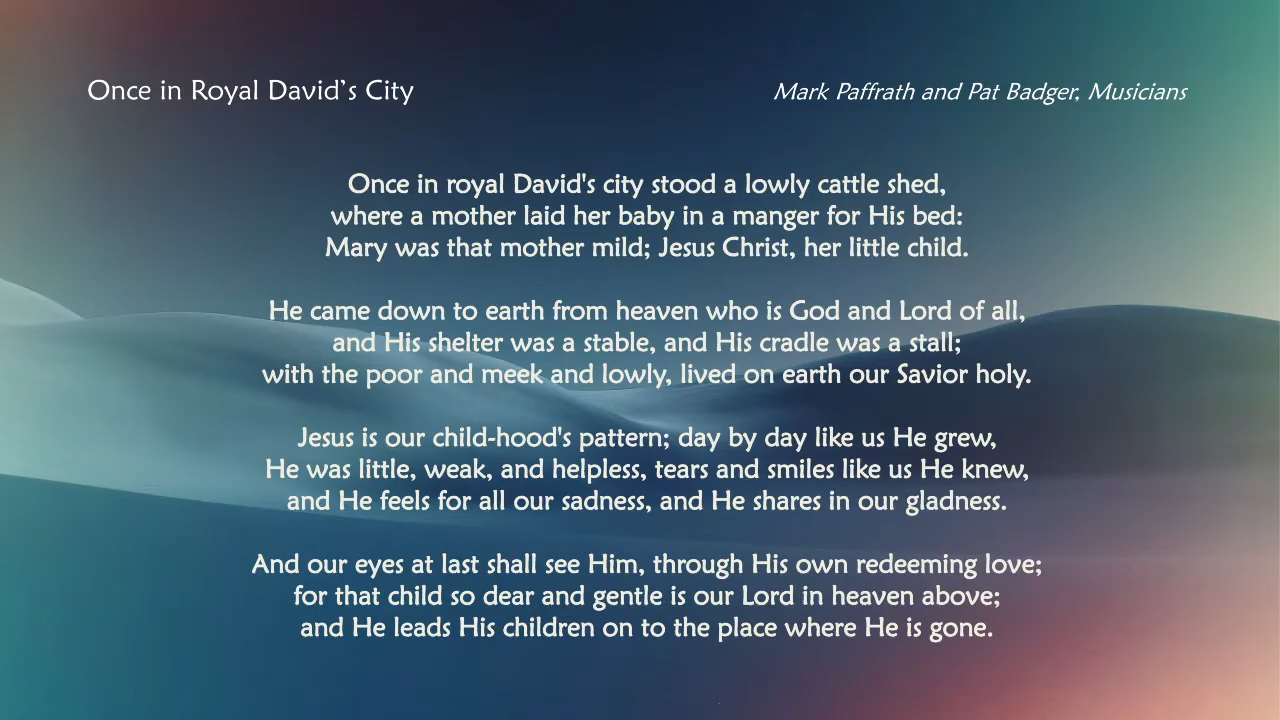 Once in Royal David’s City
Mark Paffrath and Pat Badger, Musicians
Once in royal David's city stood a lowly cattle shed,
where a mother laid her baby in a manger for His bed:
Mary was that mother mild; Jesus Christ, her little child.
He came down to earth from heaven who is God and Lord of all,
and His shelter was a stable, and His cradle was a stall;
with the poor and meek and lowly, lived on earth our Savior holy.
Jesus is our child-hood's pattern; day by day like us He grew,
He was little, weak, and helpless, tears and smiles like us He knew,
and He feels for all our sadness, and He shares in our gladness.
And our eyes at last shall see Him, through His own redeeming love;
for that child so dear and gentle is our Lord in heaven above;
and He leads His children on to the place where He is gone.